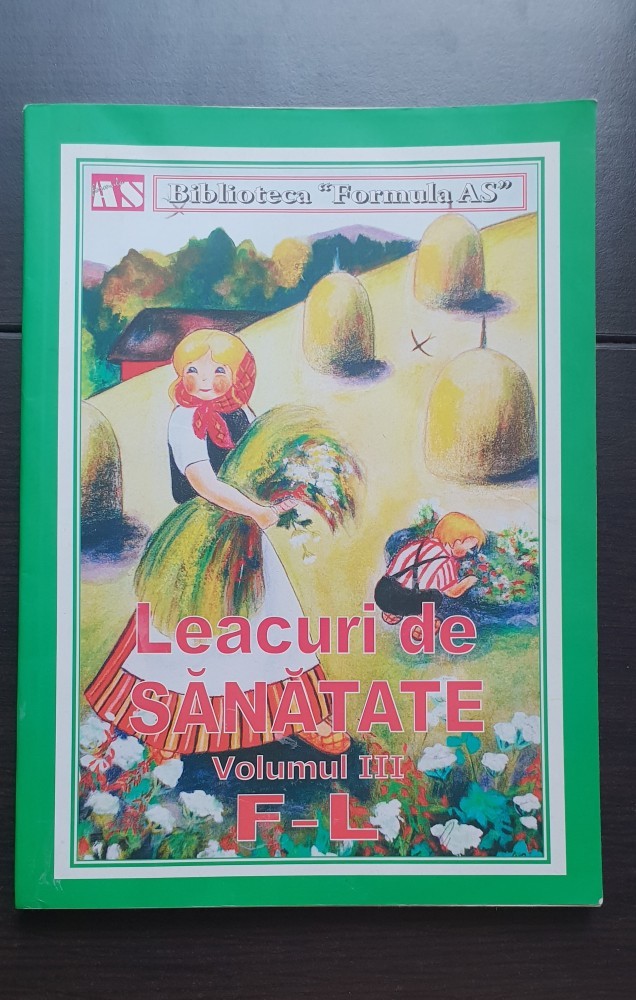 AS
Biblioteca "Formula AS"
Leacuri de
SĂNĂTATE
Volumul III
F-L